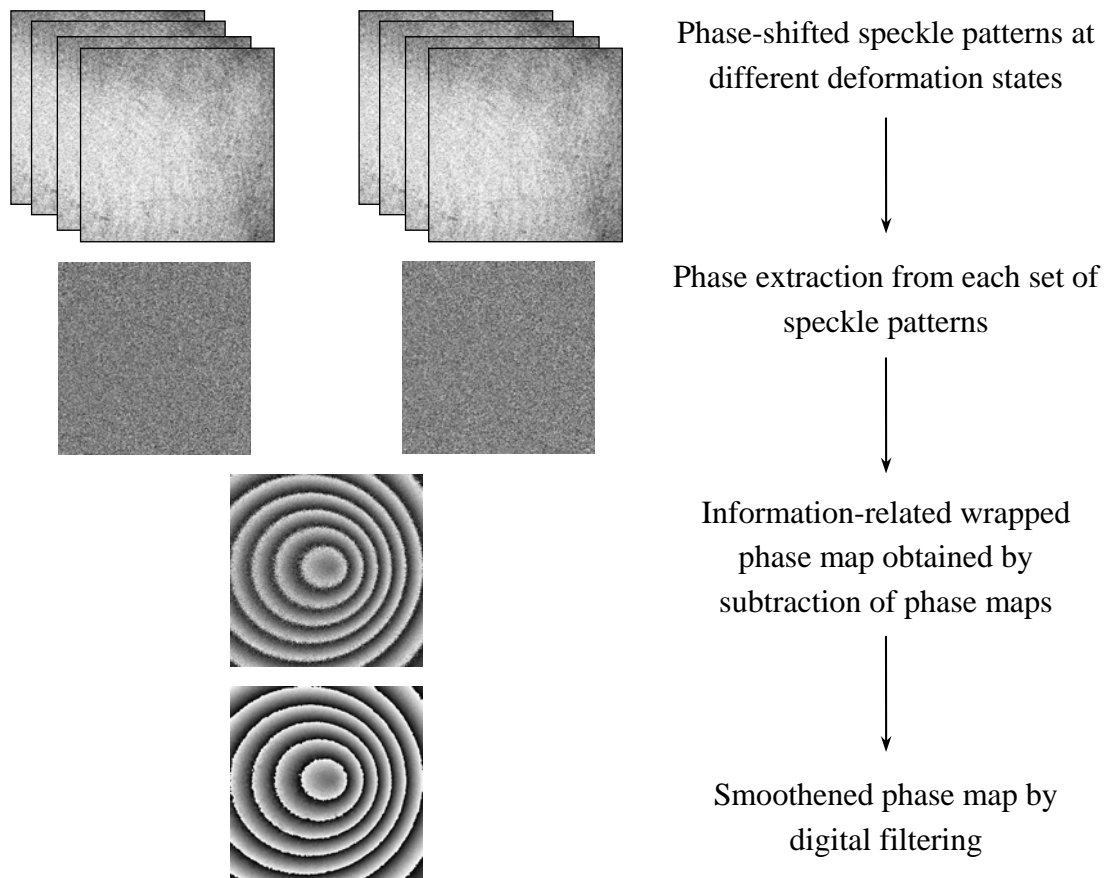 Phase-shifted speckle patterns at
different deformation states
Phase extraction from each set of
speckle patterns
Information-related wrapped
phase map obtained by
subtraction of phase maps
Smoothened phase map by
digital filtering